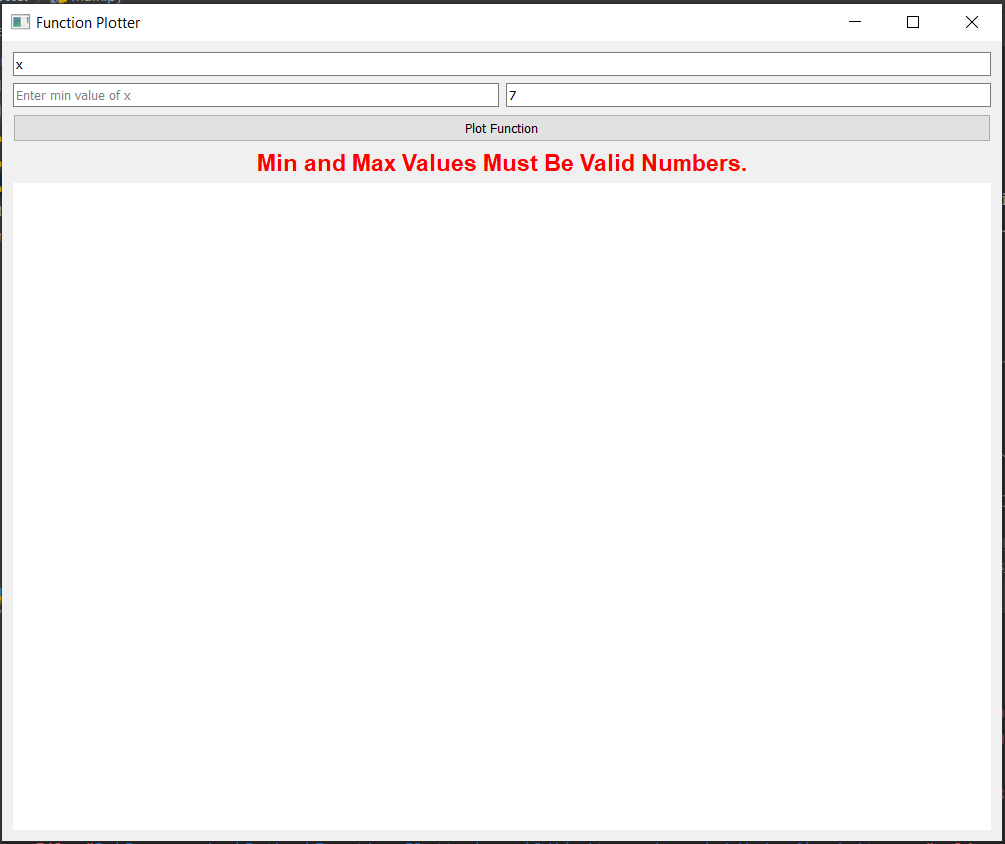 Function Plotter
x
Enter min value of x
7
Plot Function
Min and Max Values Must Be Valid Numbers.